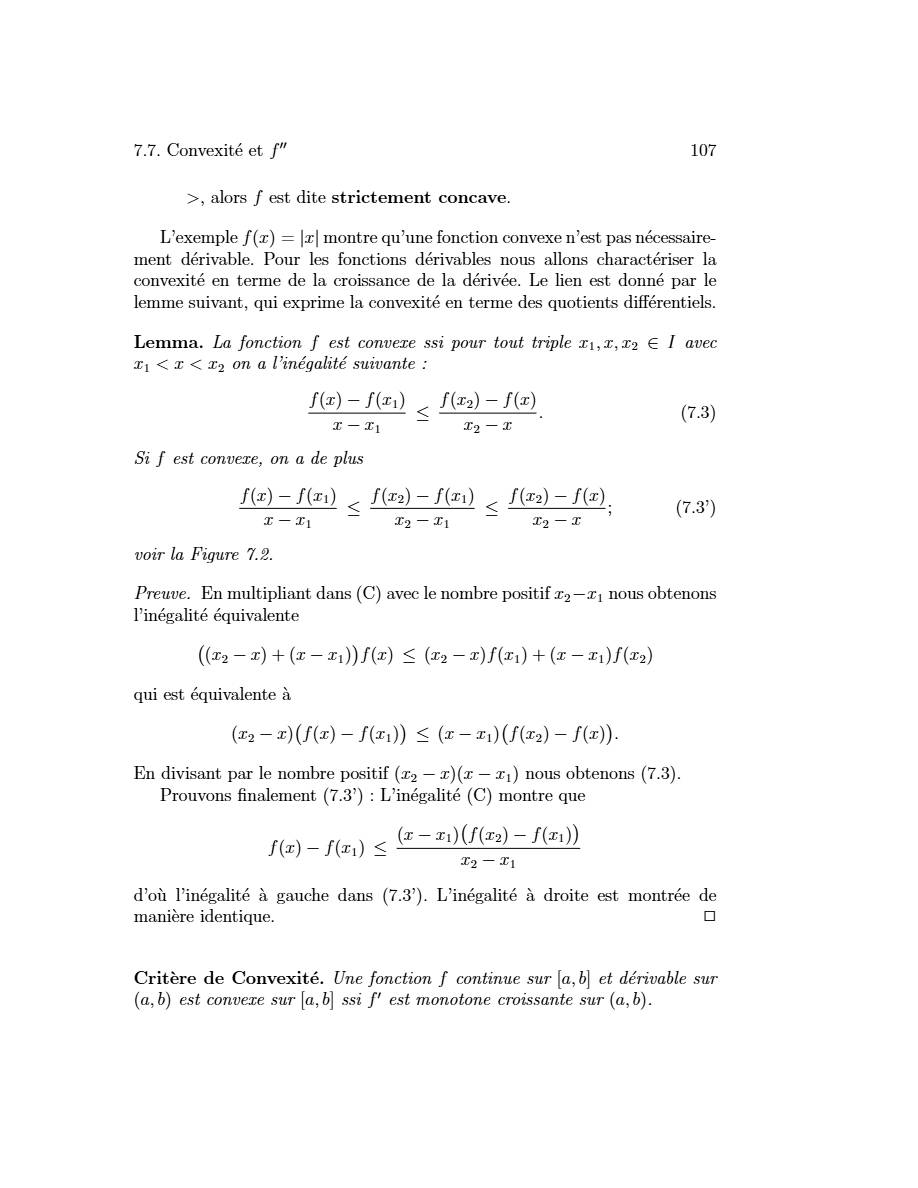 7.7. Convexité et f″ 107
>, alors f est dite strictement concave.
L'exemple f(x) = |x| montre qu'une fonction convexe n'est pas nécessaire-
ment dérivable. Pour les fonctions dérivables nous allons charactériser la
convexité en terme de la croissance de la dérivée. Le lien est donné par le
lemme suivant, qui exprime la convexité en terme des quotients différentiels.
Lemma. La fonction f est convexe ssi pour tout triple x₁, x, x₂ ∈ I avec
x₁ < x < x₂ on a l'inégalité suivante :
(f(x) − f(x₁))/(x − x₁) ≤ (f(x₂) − f(x))/(x₂ − x). (7.3)
Si f est convexe, on a de plus
(f(x) − f(x₁))/(x − x₁) ≤ (f(x₂) − f(x₁))/(x₂ − x₁) ≤ (f(x₂) − f(x))/(x₂ − x); (7.3')
voir la Figure 7.2.
Preuve. En multipliant dans (C) avec le nombre positif x₂−x₁ nous obtenons
l'inégalité équivalente
((x₂ − x) + (x − x₁))f(x) ≤ (x₂ − x)f(x₁) + (x − x₁)f(x₂)
qui est équivalente à
(x₂ − x)(f(x) − f(x₁)) ≤ (x − x₁)(f(x₂) − f(x)).
En divisant par le nombre positif (x₂ − x)(x − x₁) nous obtenons (7.3).
Prouvons finalement (7.3') : L'inégalité (C) montre que
f(x) − f(x₁) ≤ (x − x₁)(f(x₂) − f(x₁))/(x₂ − x₁)
d'où l'inégalité à gauche dans (7.3'). L'inégalité à droite est montrée de
manière identique. □
Critère de Convexité. Une fonction f continue sur [a, b] et dérivable sur
(a, b) est convexe sur [a, b] ssi f′ est monotone croissante sur (a, b).